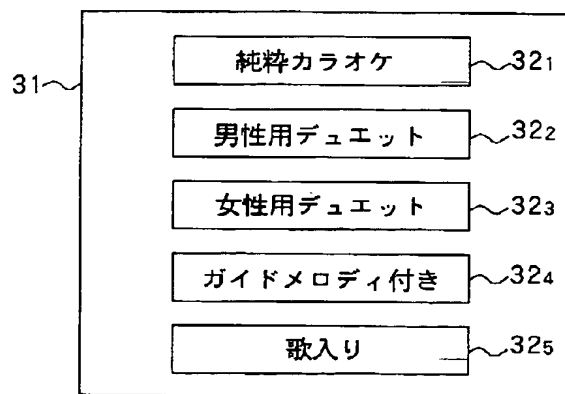 純粋カラオケ 32₁
31
男性用デュエット 32₂
女性用デュエット 32₃
ガイドメロディ付き 32₄
歌入り 32₅